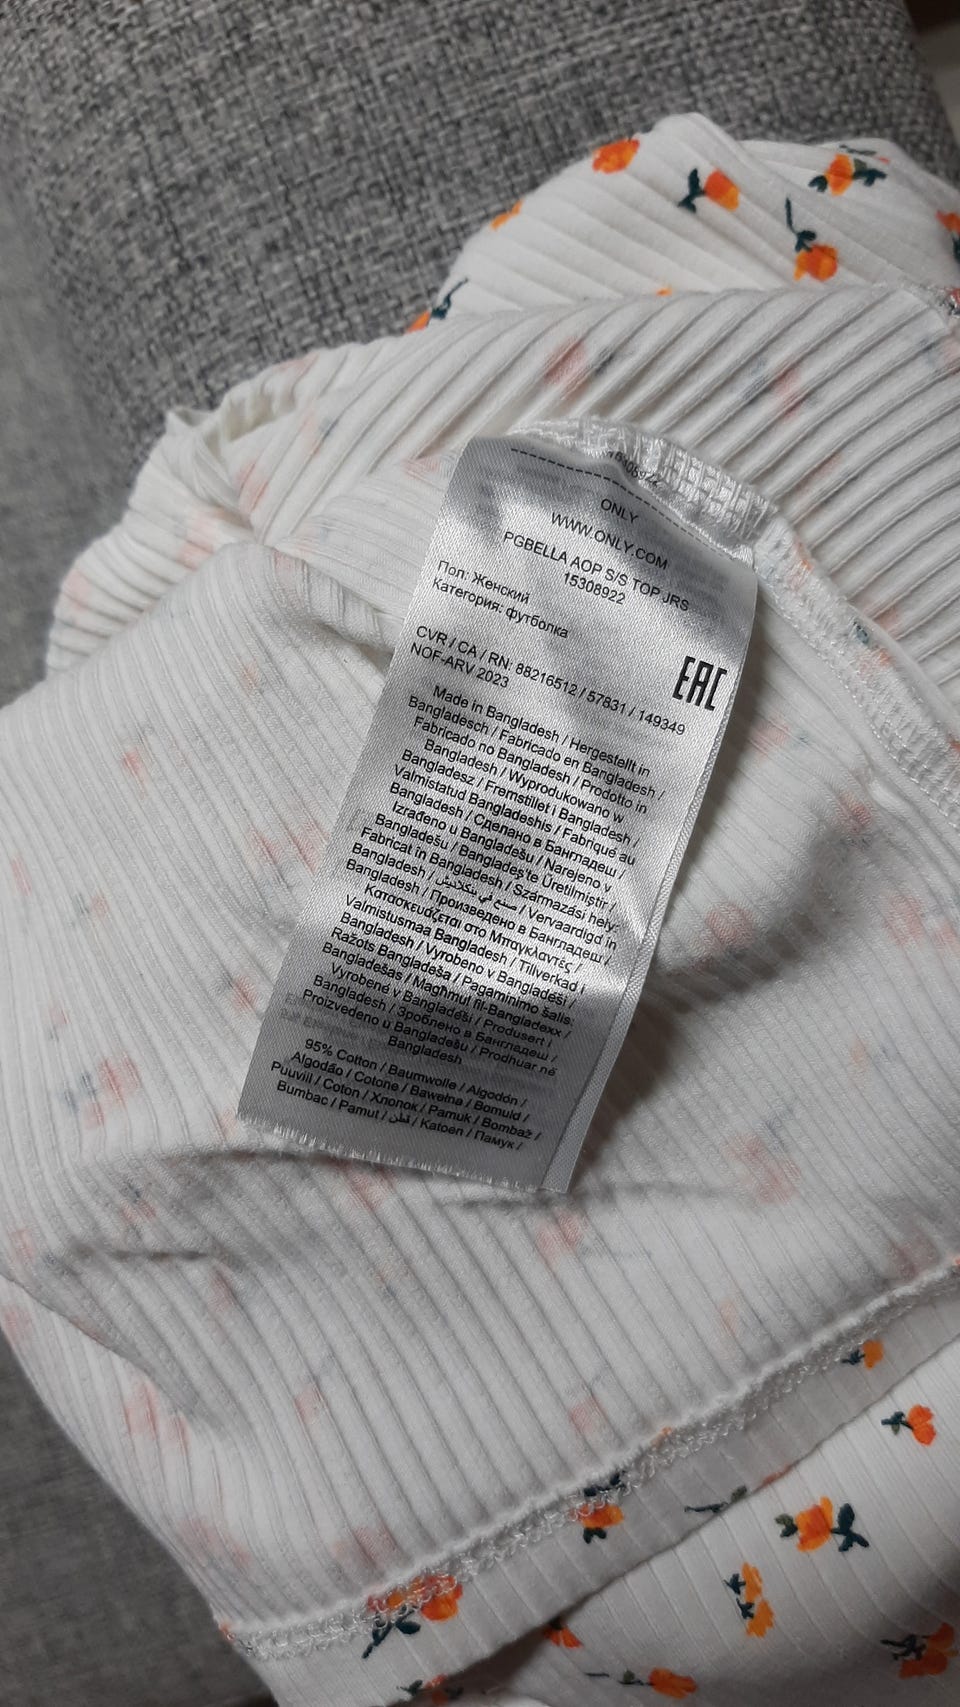 ONLY
WWW.ONLY.COM
PGBELLA AOP S/S TOP JRS
15308922
Пол: Женский
Категория: футболка
EAC
CVR / CA / RN: 88216512 / 57831 / 149349
NOF-ARV 2023
Made in Bangladesh / Hergestellt in
Bangladesch / Fabricado en Bangladesh /
Fabricado no Bangladesh / Prodotto in
Bangladesh / Wyprodukowano w
Bangladesz / Fremstillet i Bangladesh /
Valmistatud Bangladeshis / Fabriqué au
Bangladesh / Сделано в Бангладеш /
Izrađeno u Bangladešu / Narejeno v
Bangladešu / Bangladeş'te Üretilmiştir /
Fabricat în Bangladesh / Származási hely:
Bangladesh / صنع في بنگلاديش / Vervaardigd in
Bangladesh / Произведено в Бангладеш /
Κατασκευάζεται στο Μπαγκλαντές /
Valmistusmaa Bangladesh / Tillverkad i
Bangladesh / Vyrobeno v Bangladéši /
Ražots Bangladeša / Pagaminimo šalis:
Bangladešas / Magħmul fil-Bangladexx /
Vyrobené v Bangladéši / Produsert i
Bangladesh / Зроблено в Бангладеш /
Proizvedeno u Bangladešu / Prodhuar në
Bangladesh
95% Cotton / Baumwolle / Algodón /
Algodão / Cotone / Bawełna / Bomuld /
Puuvill / Coton / Хлопок / Pamuk / Bombaž /
Bumbac / Pamut / قطن / Katoen / Памук /